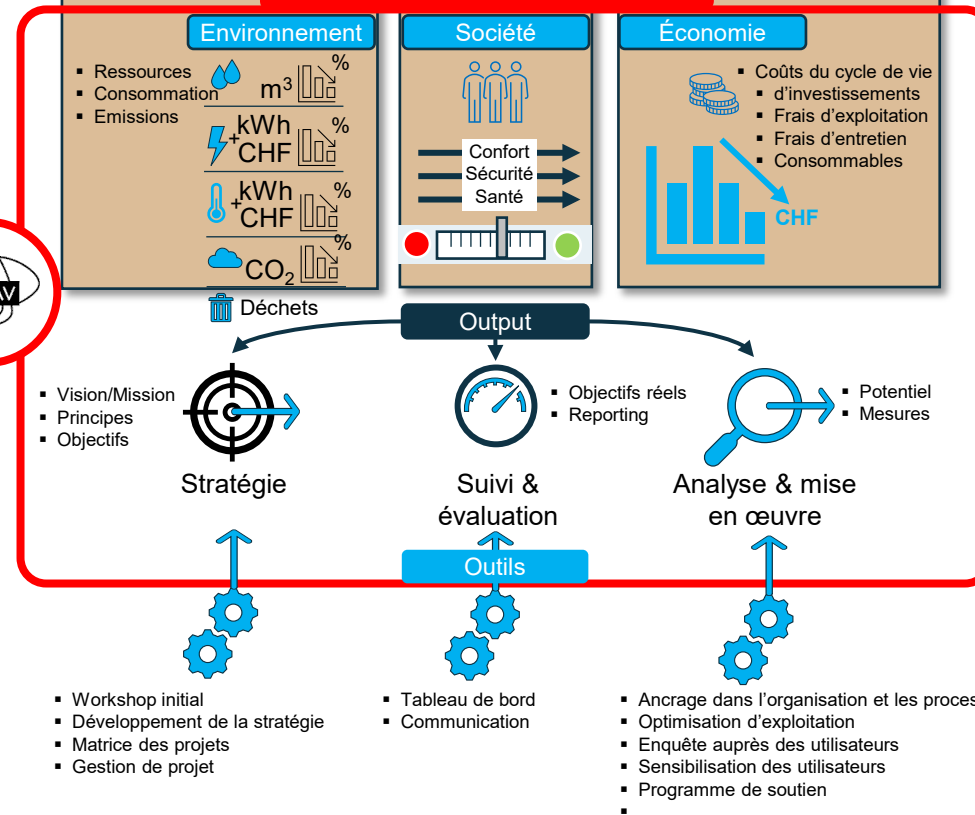 Environnement
Ressources
Consommation
Emissions
%
m³
%
+kWh
CHF
%
+kWh
CHF
%
CO₂
Déchets
Société
Confort
Sécurité
Santé
Économie
Coûts du cycle de vie
d’investissements
Frais d’exploitation
Frais d’entretien
Consommables
CHF
Output
Vision/Mission
Principes
Objectifs
Stratégie
Objectifs réels
Reporting
Suivi &
évaluation
Potentiel
Mesures
Analyse & mise
en œuvre
Outils
Workshop initial
Développement de la stratégie
Matrice des projets
Gestion de projet
Tableau de bord
Communication
Ancrage dans l’organisation et les proces
Optimisation d’exploitation
Enquête auprès des utilisateurs
Sensibilisation des utilisateurs
Programme de soutien